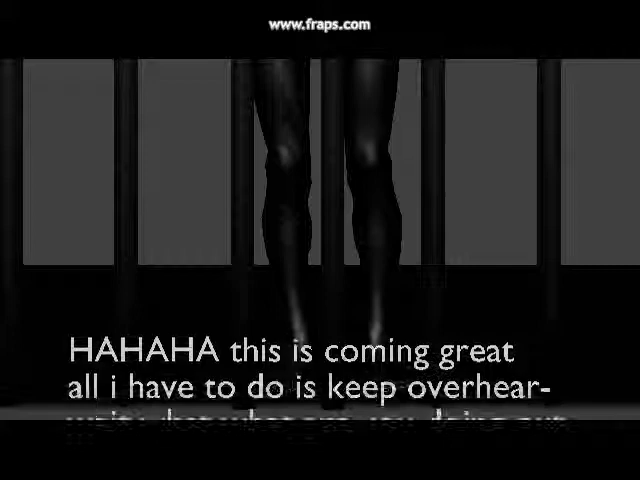 www.fraps.com
HAHAHA this is coming great
all i have to do is keep overhear-